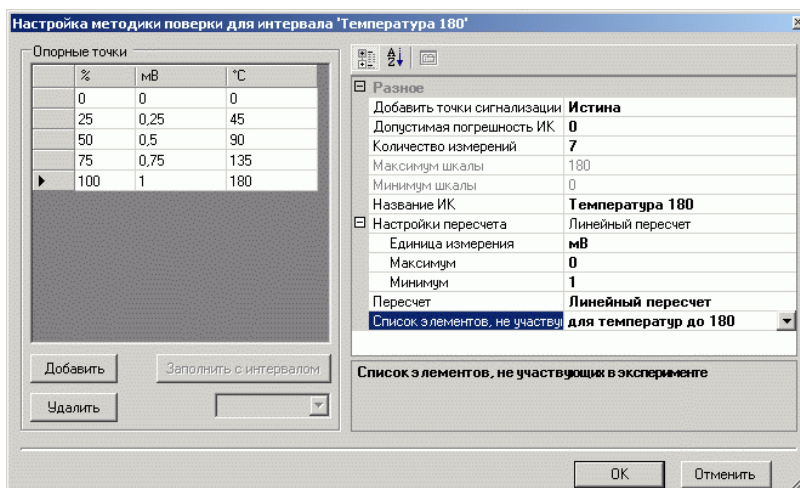 Настройка методики поверки для интервала 'Температура 180'
Опорные точки
% мВ °C
0 0 0
25 0,25 45
50 0,5 90
75 0,75 135
100 1 180
Добавить Заполнить с интервалом
Удалить
Разное
Добавить точки сигнализации Истина
Допустимая погрешность ИК 0
Количество измерений 7
Максимум шкалы 180
Минимум шкалы 0
Название ИК Температура 180
Настройки пересчета Линейный пересчет
Единица измерения мВ
Максимум 0
Минимум 1
Пересчет Линейный пересчет
Список элементов, не участву для температур до 180
Список элементов, не участвующих в эксперименте
OK Отменить